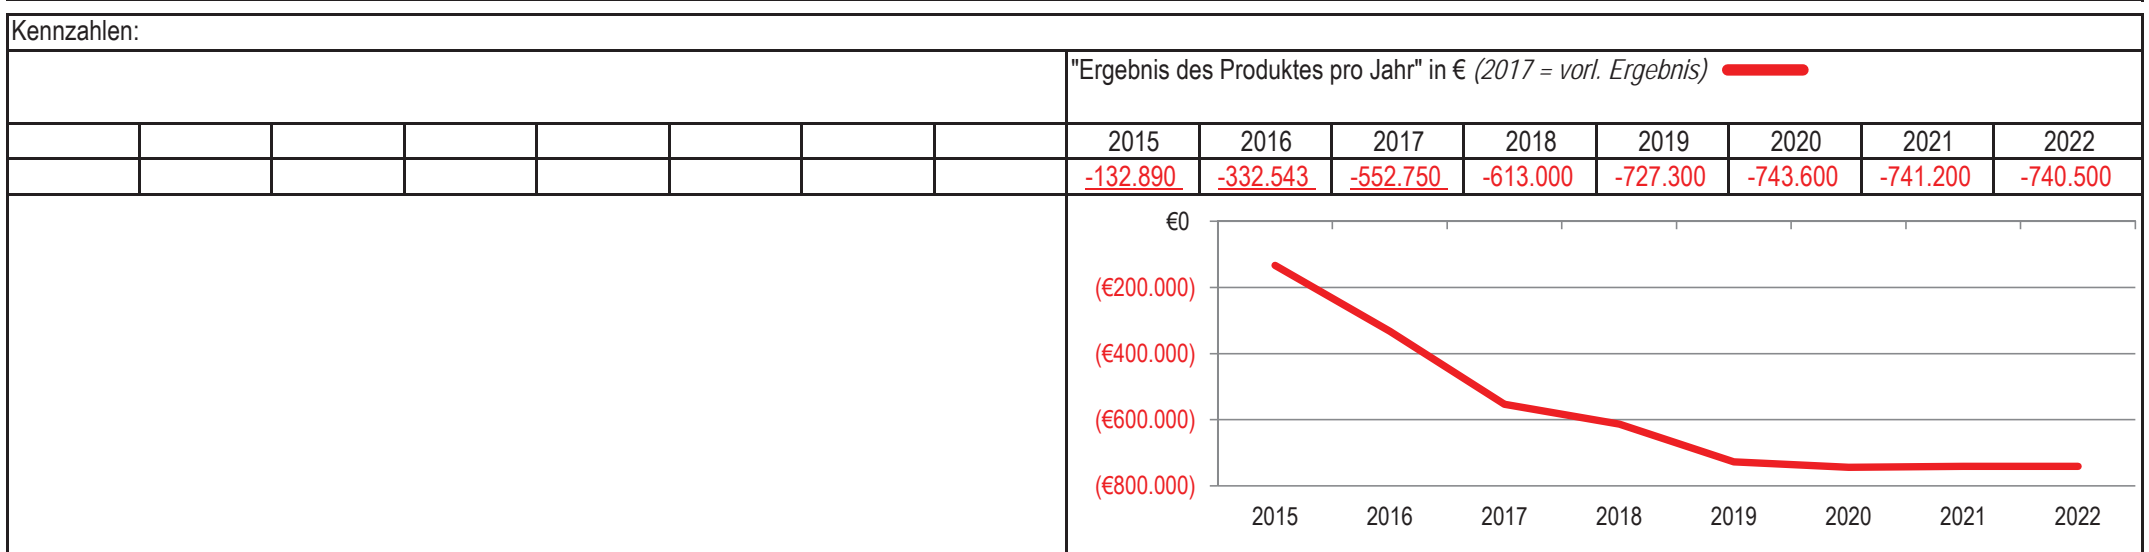 Kennzahlen:
"Ergebnis des Produktes pro Jahr" in € (2017 = vorl. Ergebnis)
2015 2016 2017 2018 2019 2020 2021 2022
-132.890 -332.543 -552.750 -613.000 -727.300 -743.600 -741.200 -740.500
€0
(€200.000)
(€400.000)
(€600.000)
(€800.000)
2015 2016 2017 2018 2019 2020 2021 2022